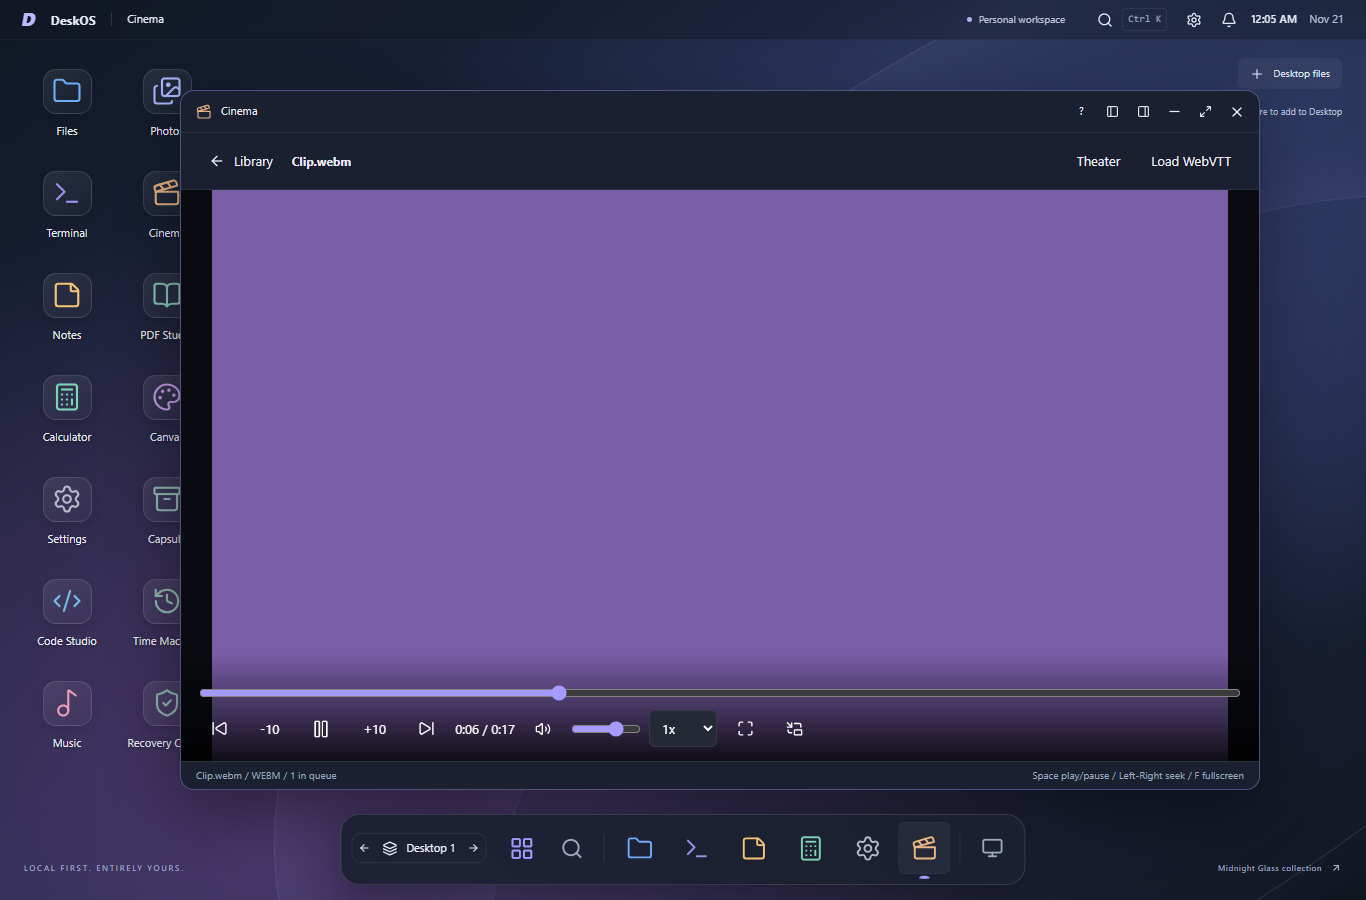 D DeskOS Cinema Personal workspace Ctrl K 12:05 AM Nov 21
Desktop files
re to add to Desktop
Files
Photo
Terminal
Cinem
Notes
PDF Stu
Calculator
Canva
Settings
Capsul
Code Studio
Time Mac
Music
Recovery C
Cinema ?
Library Clip.webm Theater Load WebVTT
-10 +10 0:06 / 0:17 1x
Clip.webm / WEBM / 1 in queue Space play/pause / Left-Right seek / F fullscreen
Desktop 1
LOCAL FIRST. ENTIRELY YOURS.
Midnight Glass collection